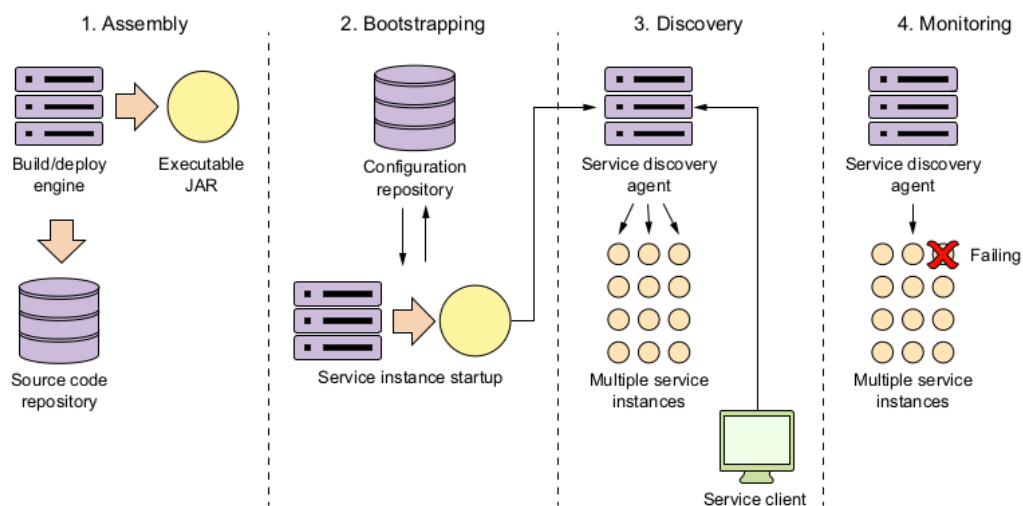 1. Assembly
Build/deploy
engine
Executable
JAR
Source code
repository
2. Bootstrapping
Configuration
repository
Service instance startup
3. Discovery
Service discovery
agent
Multiple service
instances
Service client
4. Monitoring
Service discovery
agent
Failing
Multiple service
instances